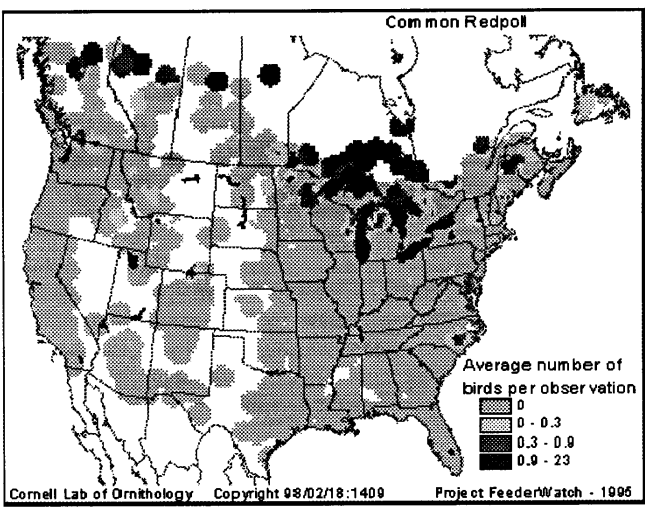 Common Redpoll
Average number of
birds per observation
0
0 - 0.3
0.3 - 0.9
0.9 - 23
Cornell Lab of Ornithology Copyright 98/02/18:1409 Project FeederWatch - 1995